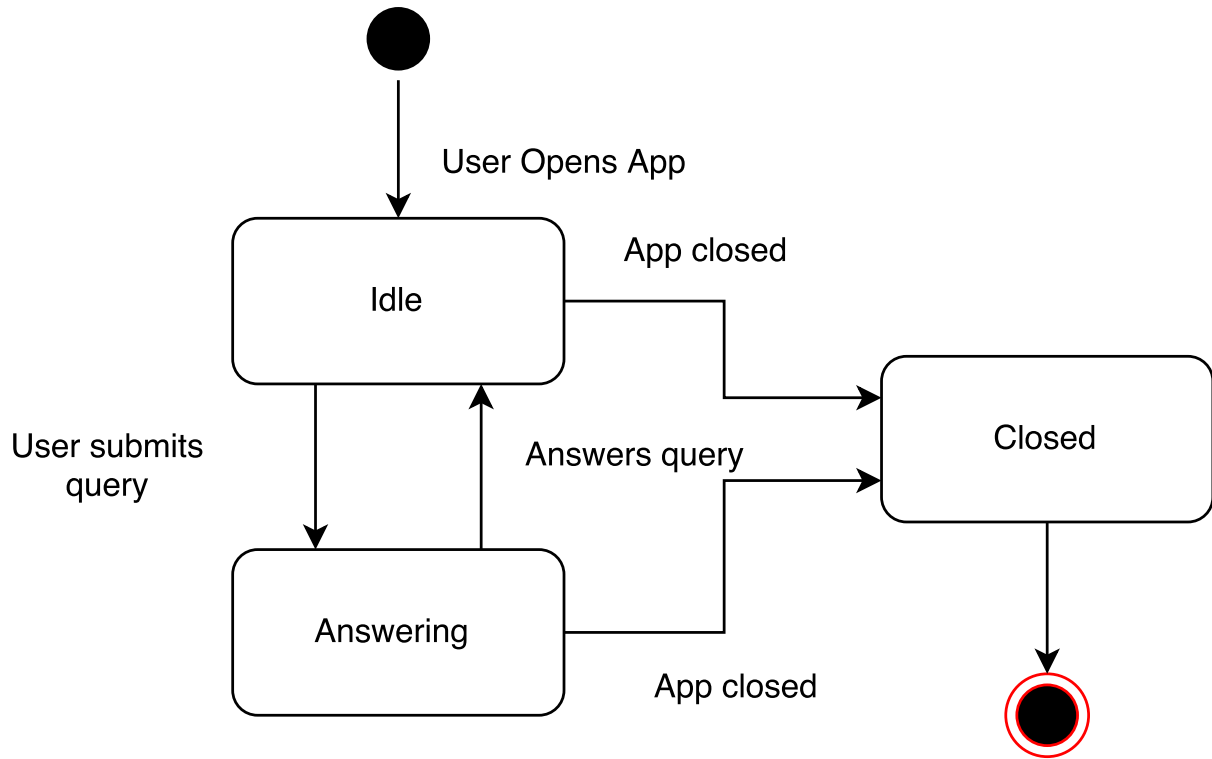 User Opens App
App closed
Idle
User submits
query
Answers query
Closed
Answering
App closed